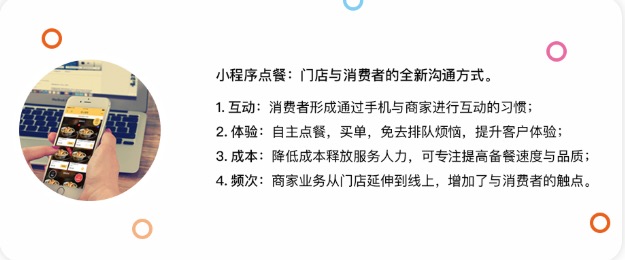 小程序点餐：门店与消费者的全新沟通方式。
1. 互动：消费者形成通过手机与商家进行互动的习惯；
2. 体验：自主点餐，买单，免去排队烦恼，提升客户体验；
3. 成本：降低成本释放服务人力，可专注提高备餐速度与品质；
4. 频次：商家业务从门店延伸到线上，增加了与消费者的触点。